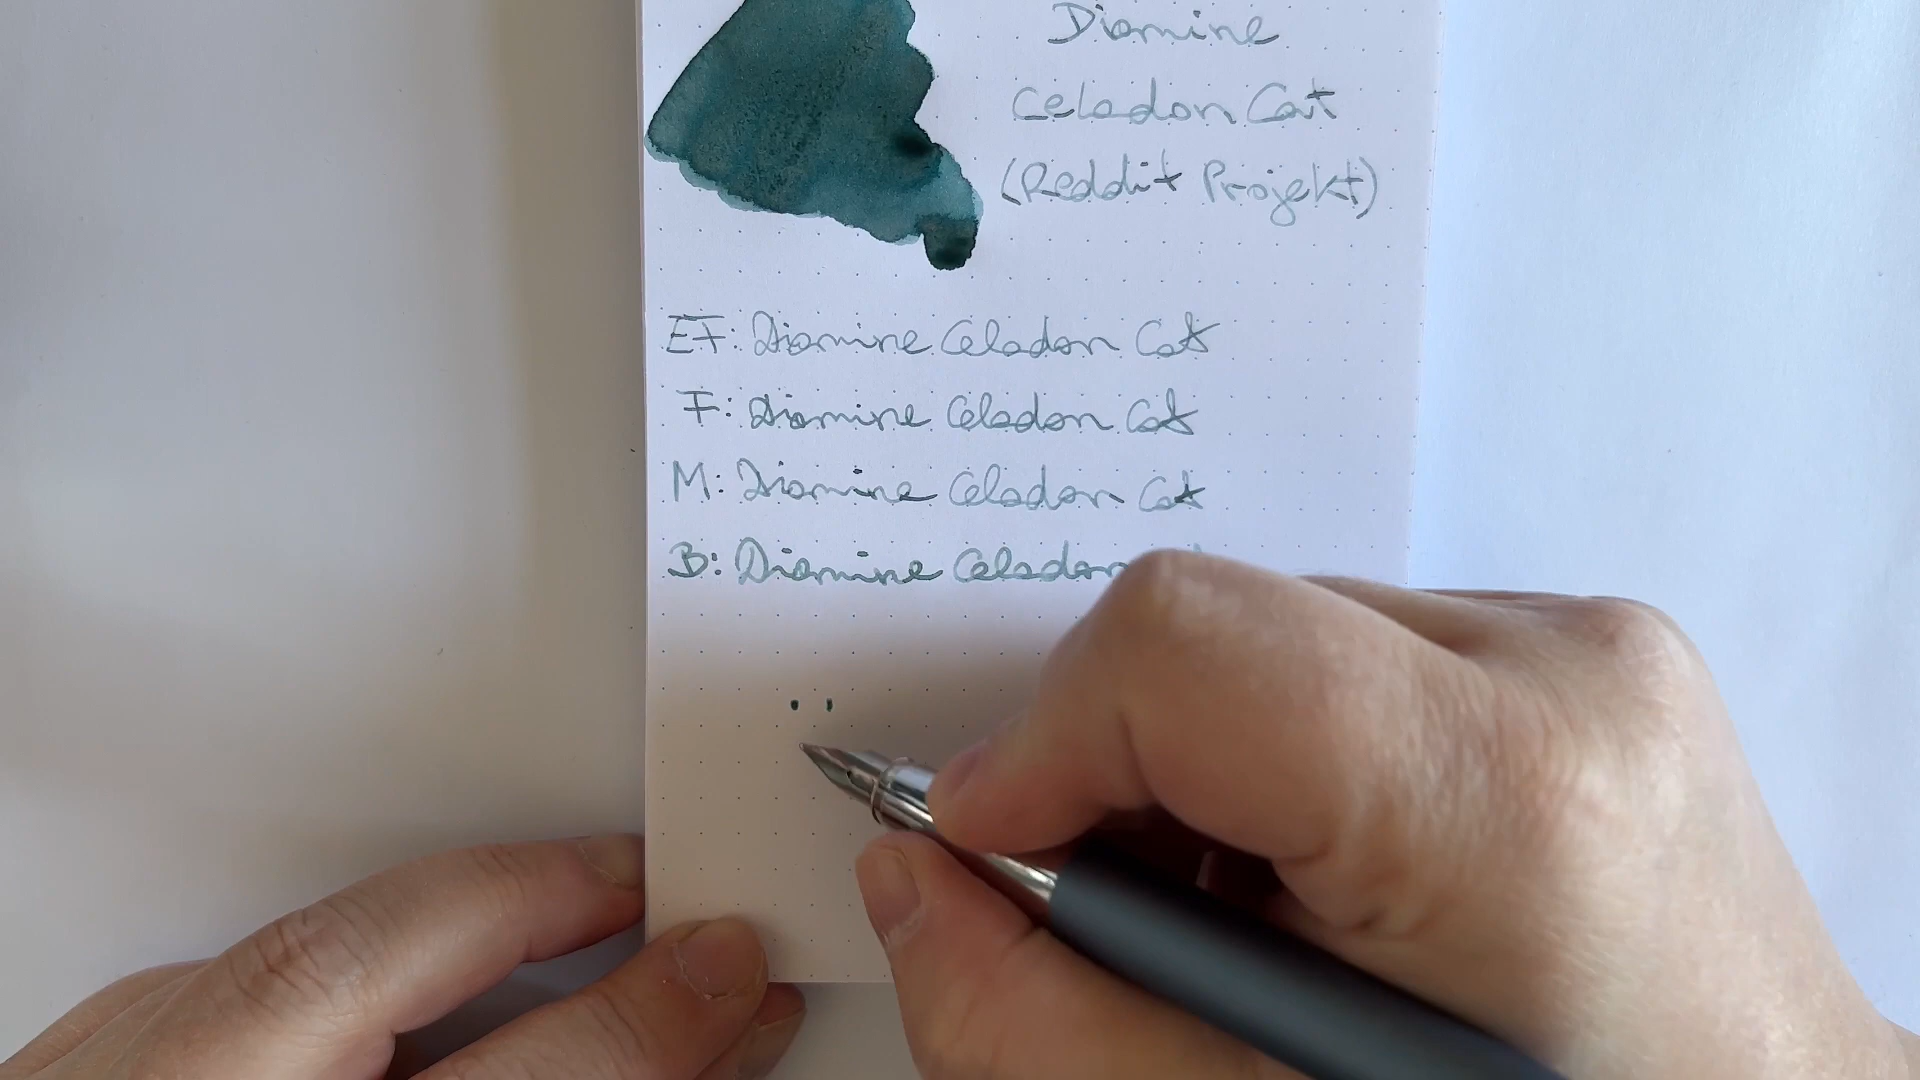 Diamine
Celadon Cat
(Reddit Projekt)
EF: Diamine Celadon Cat
F: Diamine Celadon Cat
M: Diamine Celadon Cat
B: Diamine Celadon